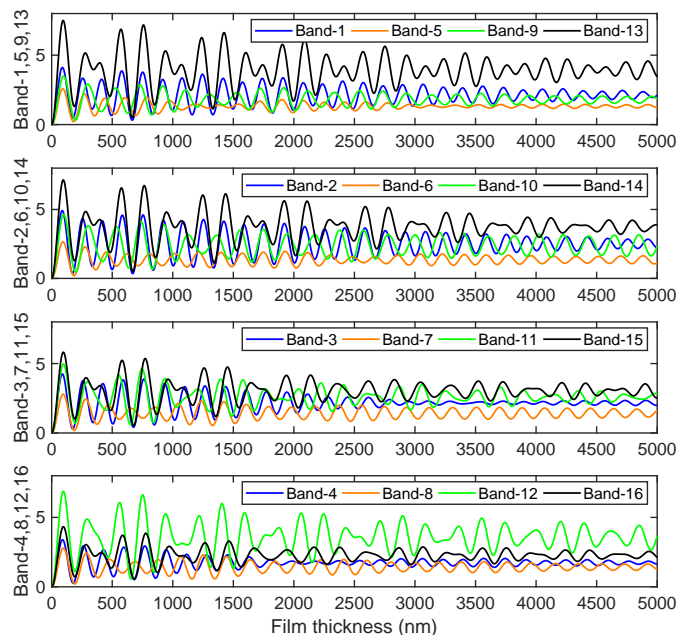 Band-1,5,9,13
5
0
Band-1 Band-5 Band-9 Band-13
0 500 1000 1500 2000 2500 3000 3500 4000 4500 5000
Band-2,6,10,14
5
0
Band-2 Band-6 Band-10 Band-14
0 500 1000 1500 2000 2500 3000 3500 4000 4500 5000
Band-3,7,11,15
5
0
Band-3 Band-7 Band-11 Band-15
0 500 1000 1500 2000 2500 3000 3500 4000 4500 5000
Band-4,8,12,16
5
0
Band-4 Band-8 Band-12 Band-16
0 500 1000 1500 2000 2500 3000 3500 4000 4500 5000
Film thickness (nm)